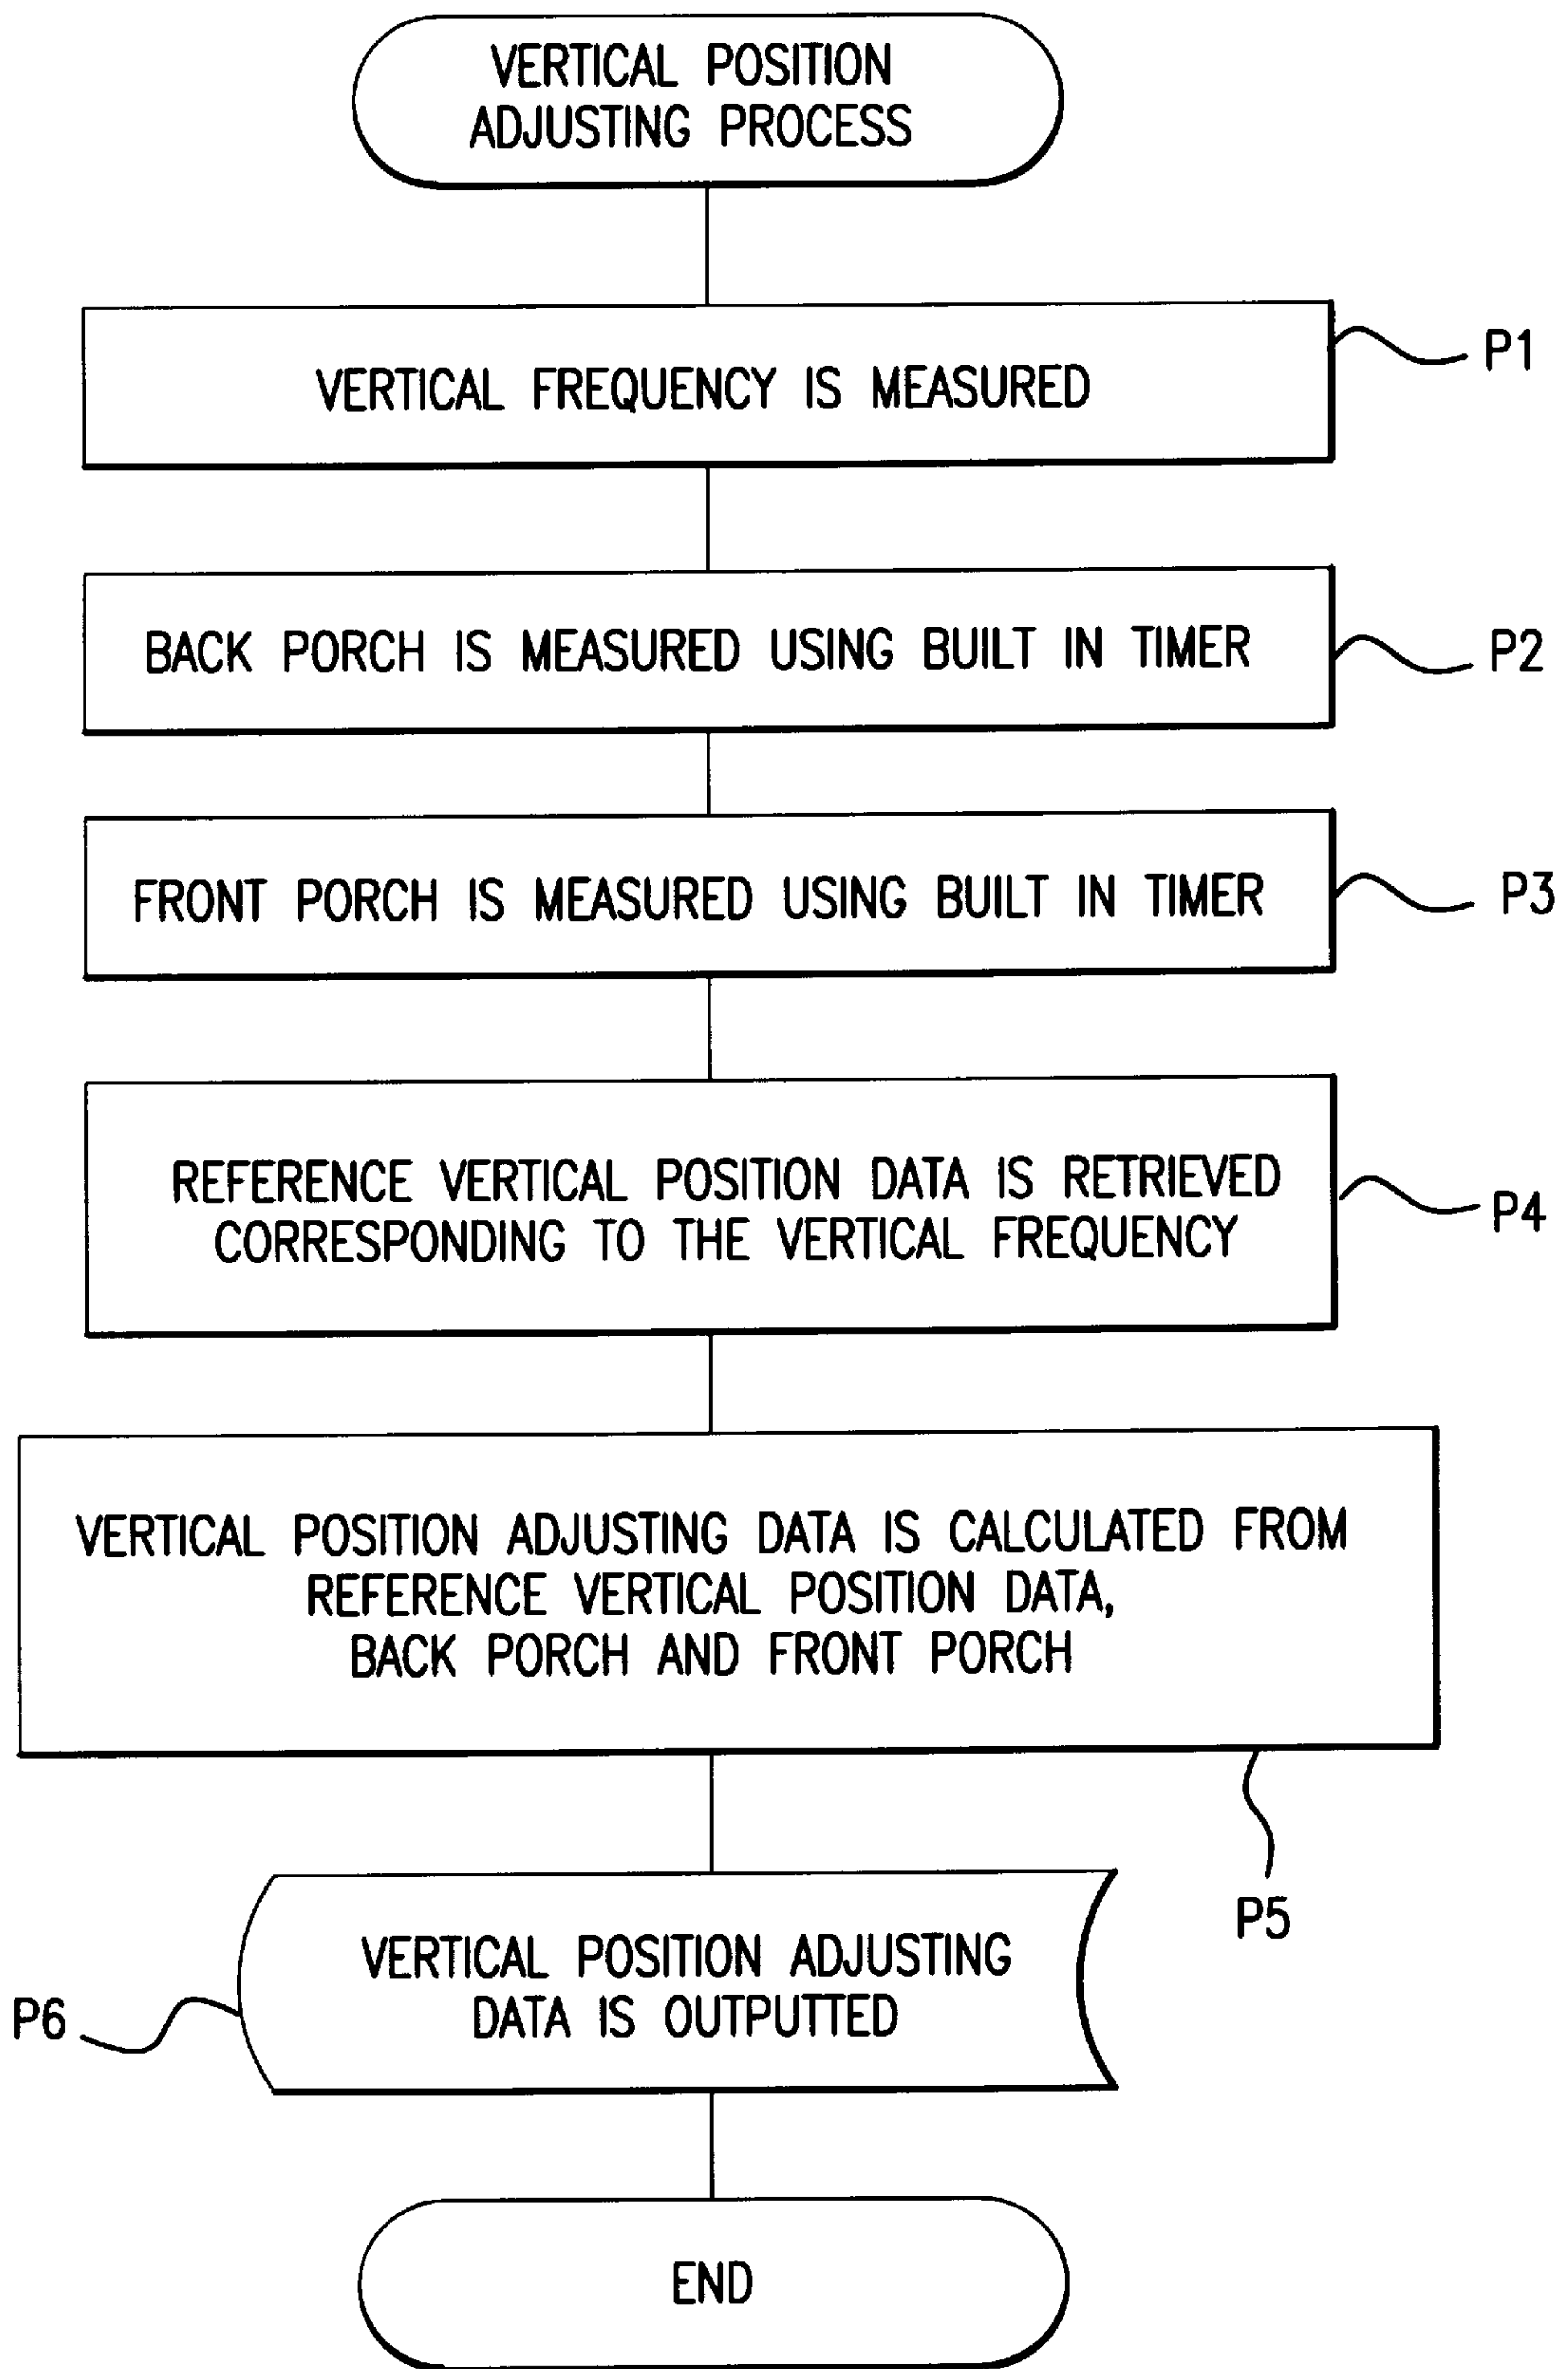 VERTICAL POSITION
ADJUSTING PROCESS
VERTICAL FREQUENCY IS MEASURED
P1
BACK PORCH IS MEASURED USING BUILT IN TIMER
P2
FRONT PORCH IS MEASURED USING BUILT IN TIMER
P3
REFERENCE VERTICAL POSITION DATA IS RETRIEVED
CORRESPONDING TO THE VERTICAL FREQUENCY
P4
VERTICAL POSITION ADJUSTING DATA IS CALCULATED FROM
REFERENCE VERTICAL POSITION DATA,
BACK PORCH AND FRONT PORCH
P5
VERTICAL POSITION ADJUSTING
DATA IS OUTPUTTED
P6
END